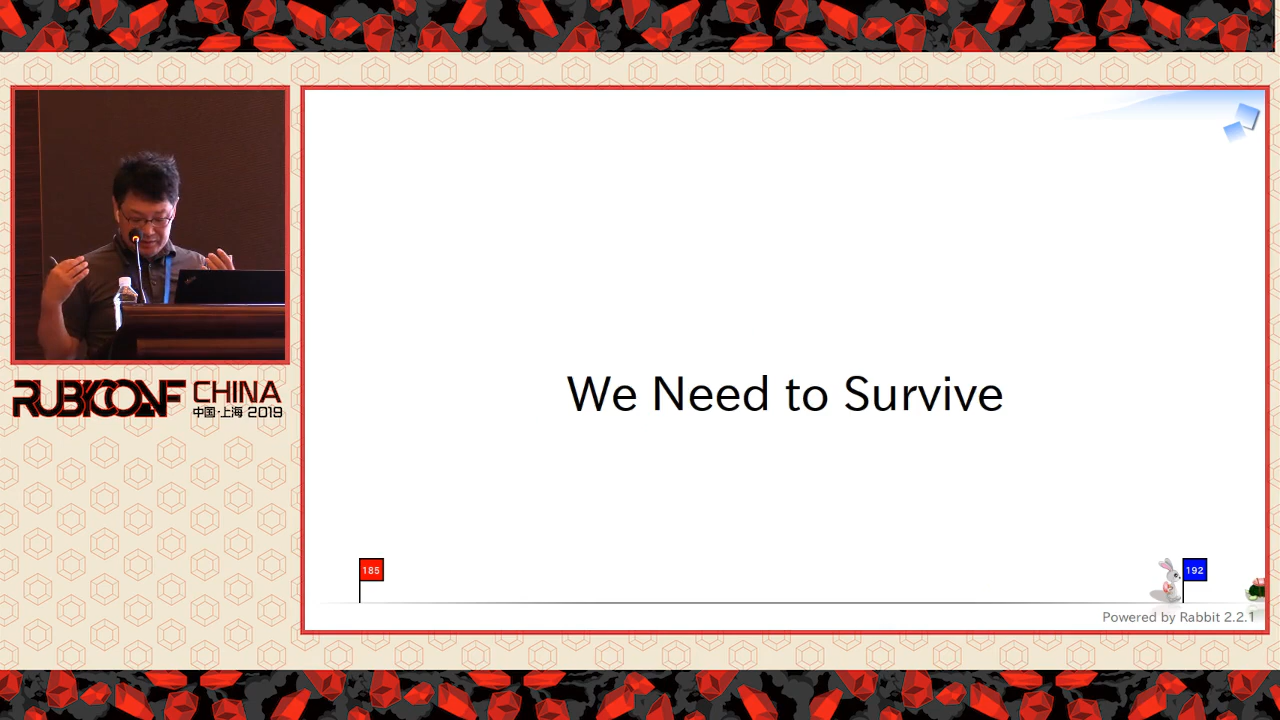 RUBYCONF CHINA
中国·上海 2019
We Need to Survive
185
192
Powered by Rabbit 2.2.1